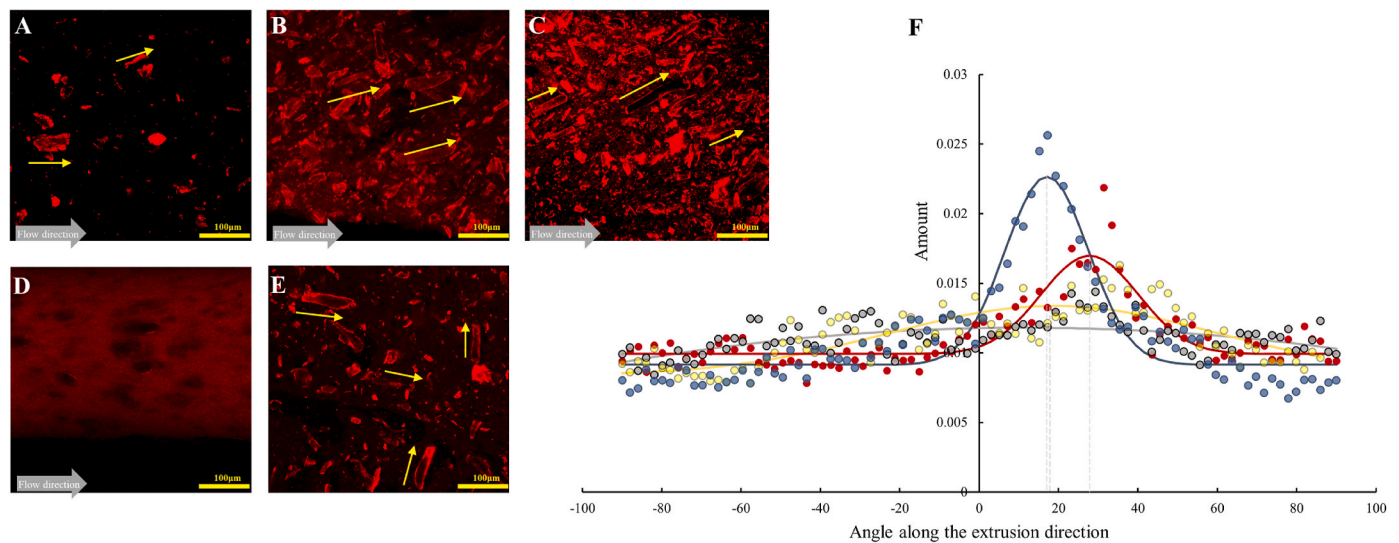 A
B
C
F
Flow direction
100μm
Flow direction
100μm
Flow direction
100μm
D
E
Flow direction
100μm
100μm
0.03
0.025
0.02
0.015
0.01
0.005
0
Amount
-100
-80
-60
-40
-20
0
20
40
60
80
100
Angle along the extrusion direction